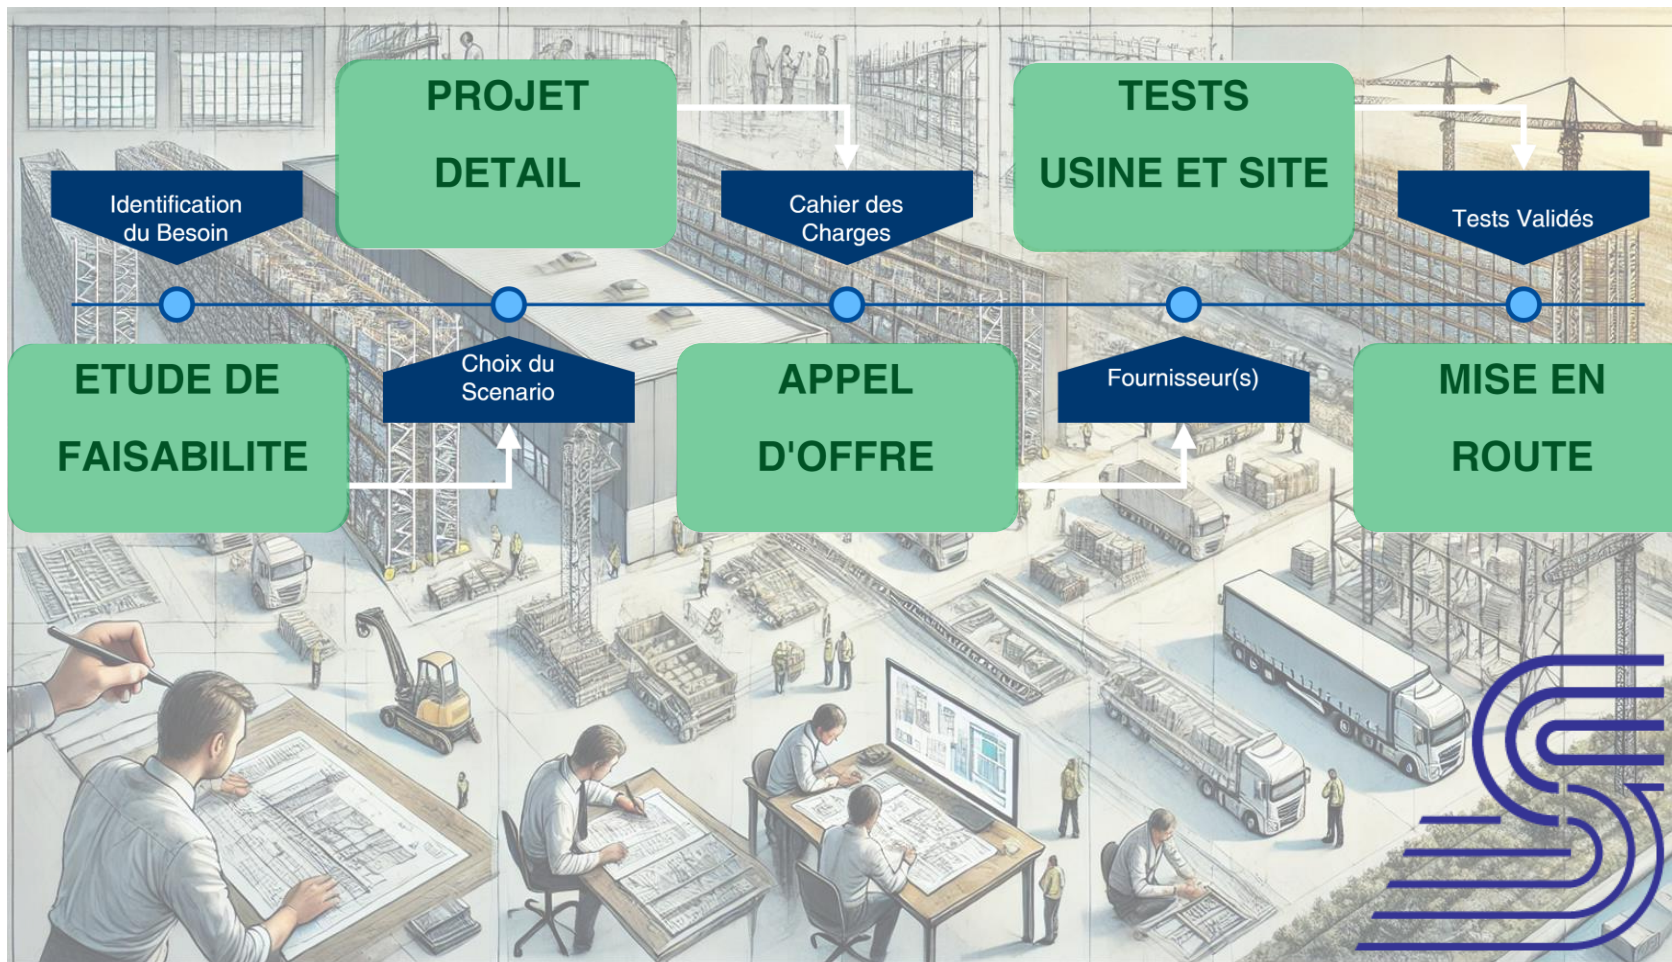 PROJET
DETAIL
TESTS
USINE ET SITE
Identification
du Besoin
Cahier des
Charges
Tests Validés
ETUDE DE
FAISABILITE
Choix du
Scenario
APPEL
D'OFFRE
Fournisseur(s)
MISE EN
ROUTE